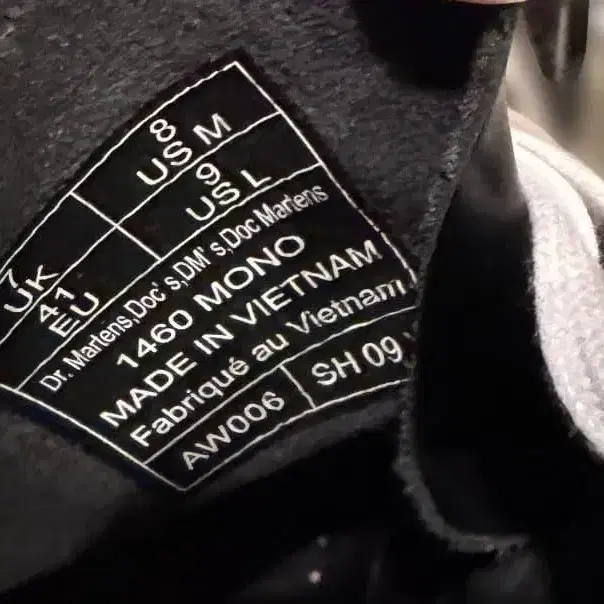 7
UK
8
US M
41
EU
9
US L
Dr. Martens,Doc's,DM's,Doc Martens
1460 MONO
MADE IN VIETNAM
Fabriqué au Vietnam
AW006
SH 09